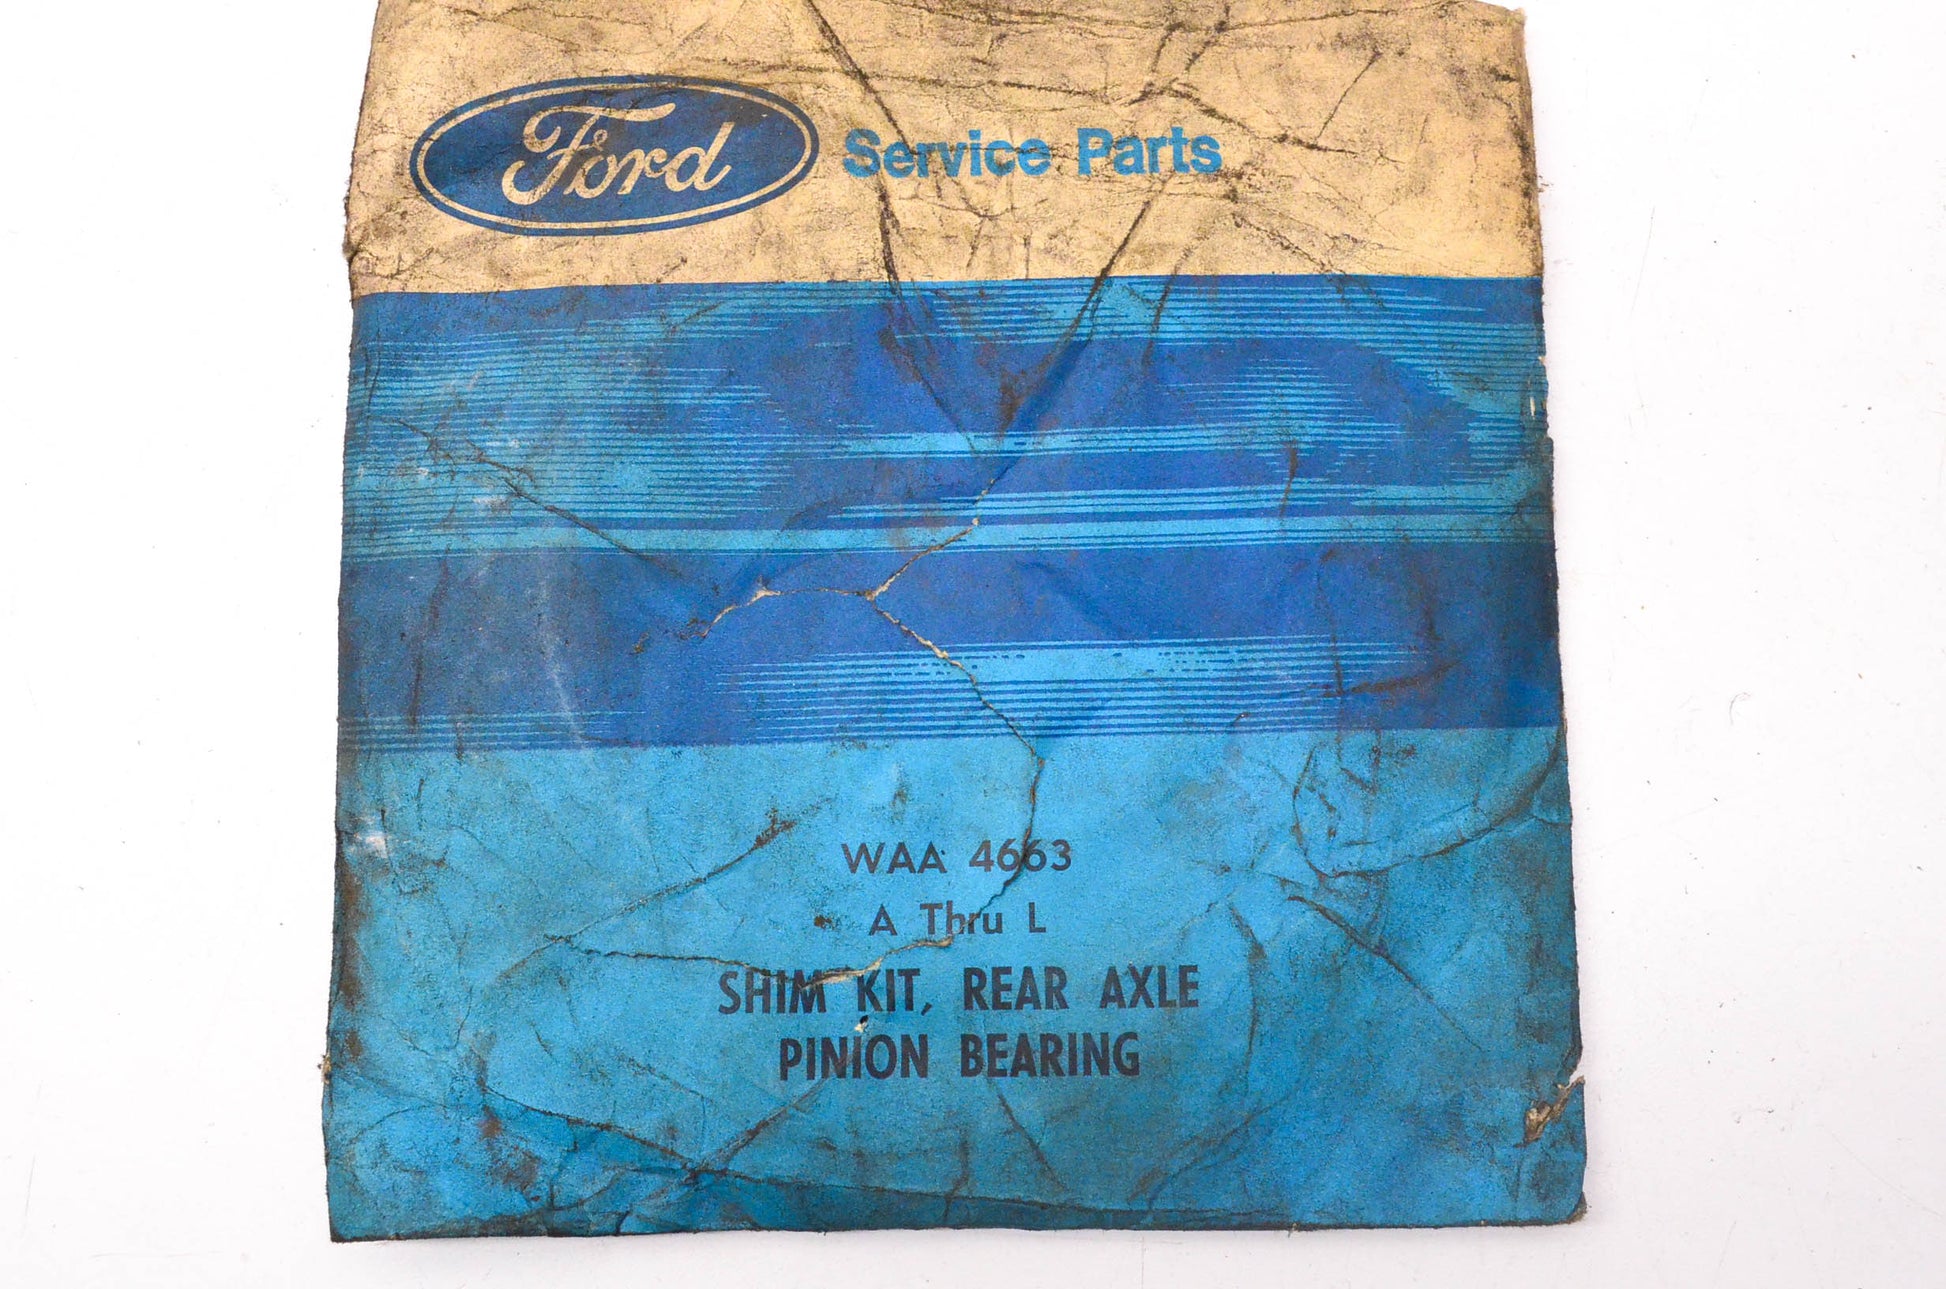 Ford Service Parts
WAA 4663
A Thru L
SHIM KIT, REAR AXLE
PINION BEARING